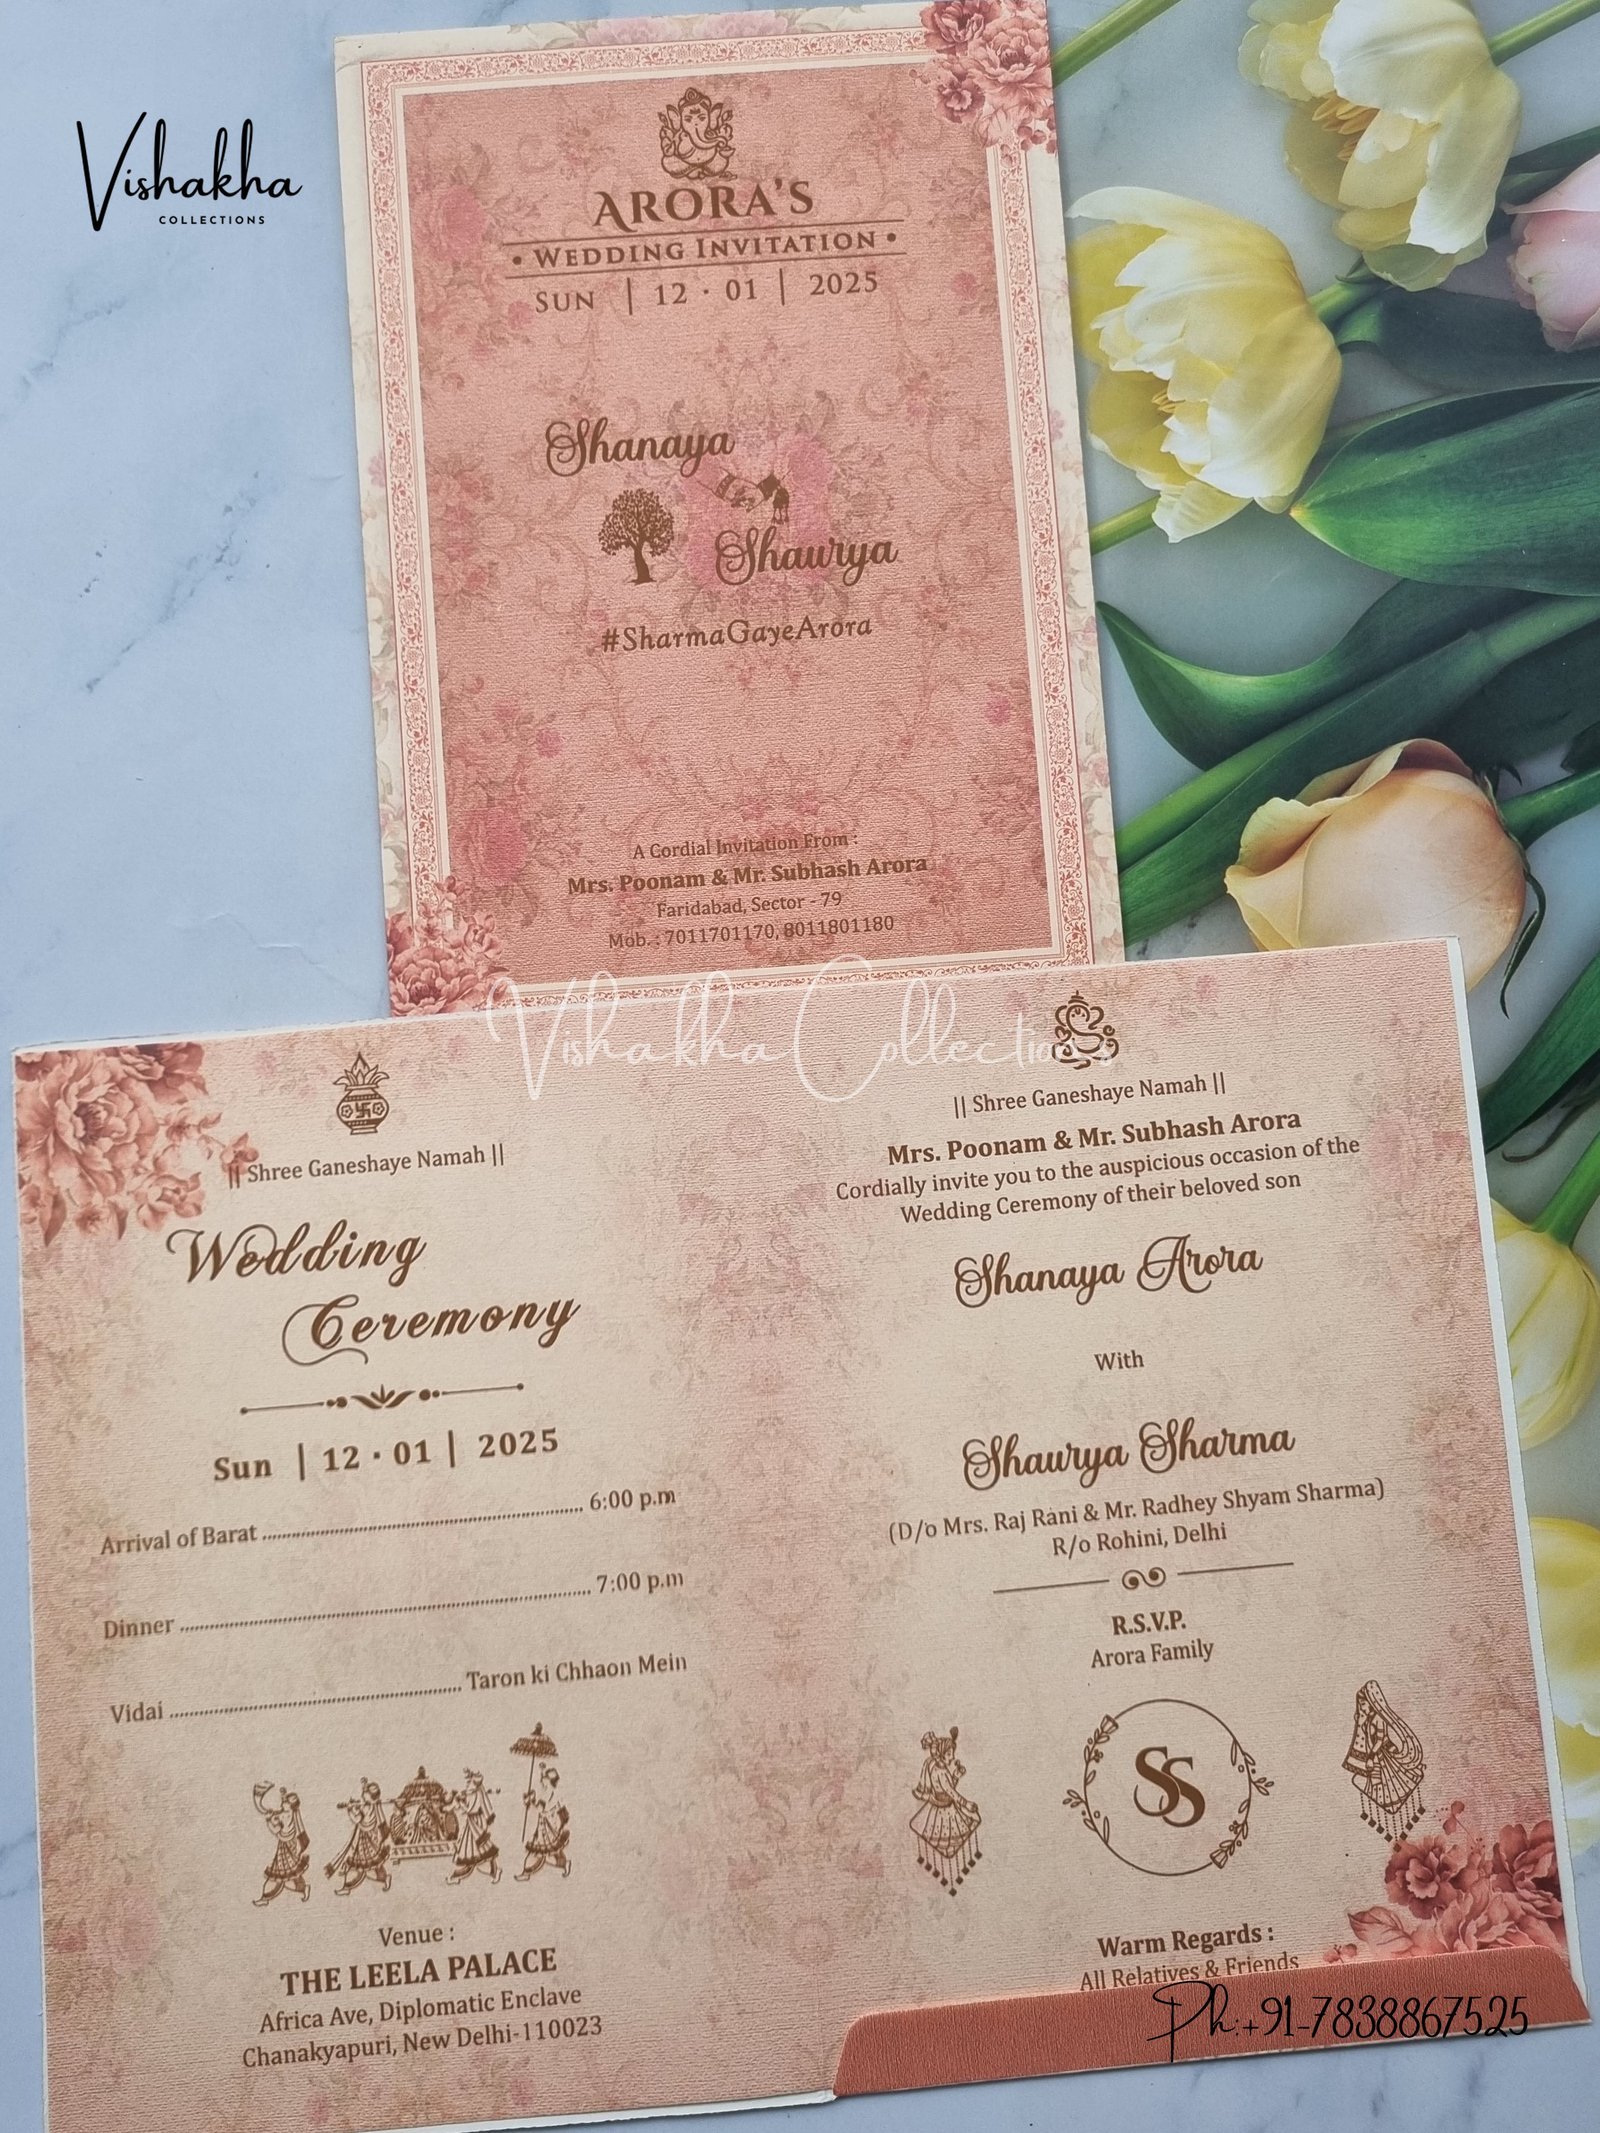 Vishakha
COLLECTIONS
ARORA'S
• WEDDING INVITATION •
SUN | 12 · 01 | 2025
Shanaya
Shaurya
#SharmaGayeArora
A Cordial Invitation From :
Mrs. Poonam & Mr. Subhash Arora
Faridabad, Sector - 79
Mob. : 7011701170, 8011801180
Vishakha Collections
|| Shree Ganeshaye Namah ||
Wedding
Ceremony
Sun | 12 · 01 | 2025
Arrival of Barat ........................ 6:00 p.m
Dinner ........................ 7:00 p.m
Vidai ........................ Taron ki Chhaon Mein
Venue :
THE LEELA PALACE
Africa Ave, Diplomatic Enclave
Chanakyapuri, New Delhi-110023
|| Shree Ganeshaye Namah ||
Mrs. Poonam & Mr. Subhash Arora
Cordially invite you to the auspicious occasion of the
Wedding Ceremony of their beloved son
Shanaya Arora
With
Shaurya Sharma
(D/o Mrs. Raj Rani & Mr. Radhey Shyam Sharma)
R/o Rohini, Delhi
R.S.V.P.
Arora Family
SS
Warm Regards :
All Relatives & Friends
Ph:+91-7838867525